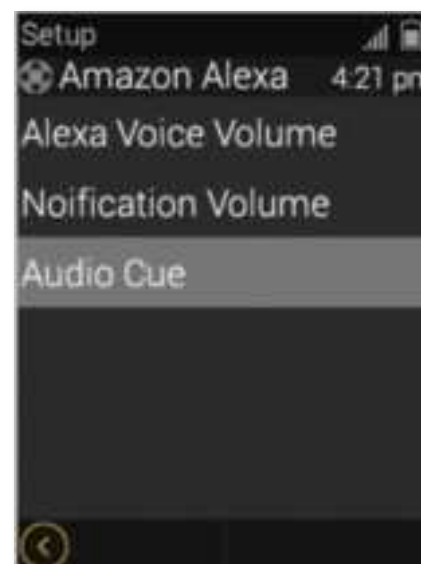 Setup
Amazon Alexa 4:21 pm
Alexa Voice Volume
Noification Volume
Audio Cue